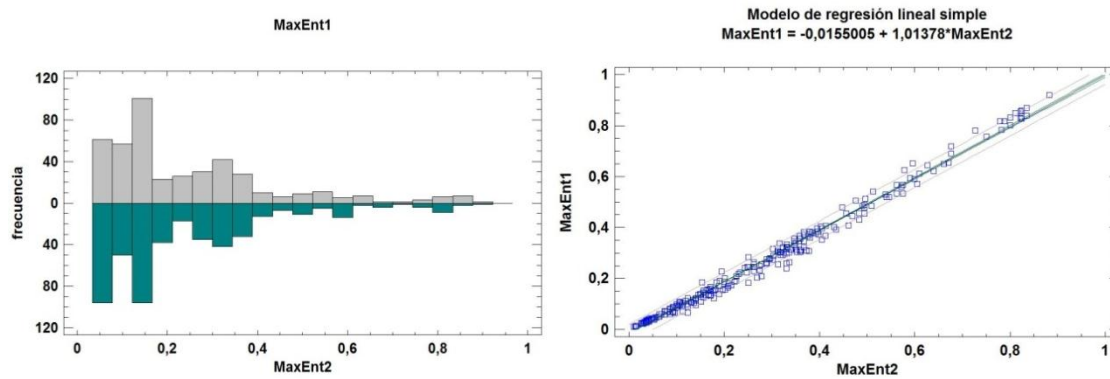 MaxEnt1
120
80
40
0
40
80
120
frecuencia
0 0,2 0,4 0,6 0,8 1
MaxEnt2
Modelo de regresión lineal simple
MaxEnt1 = -0,0155005 + 1,01378*MaxEnt2
1
0,8
0,6
0,4
0,2
0
MaxEnt1
0 0,2 0,4 0,6 0,8 1
MaxEnt2